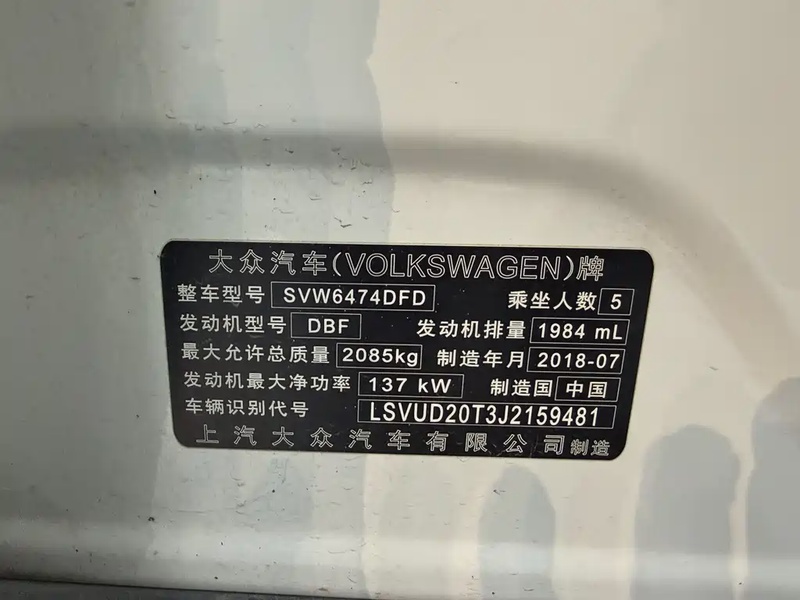 大众汽车(VOLKSWAGEN)牌
整车型号 SVW6474DFD 乘坐人数 5
发动机型号 DBF 发动机排量 1984 mL
最大允许总质量 2085kg 制造年月 2018-07
发动机最大净功率 137 kW 制造国 中国
车辆识别代号 LSVUD20T3J2159481
上汽大众汽车有限公司制造